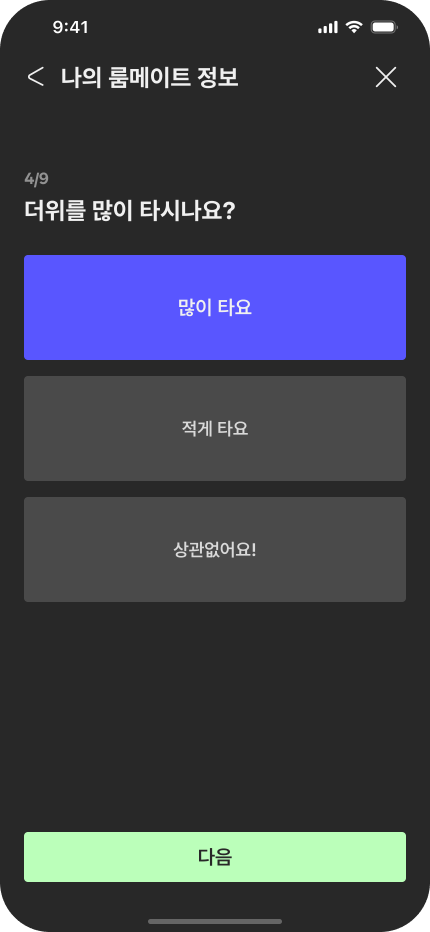 9:41
나의 룸메이트 정보
4/9
더위를 많이 타시나요?
많이 타요
적게 타요
상관없어요!
다음